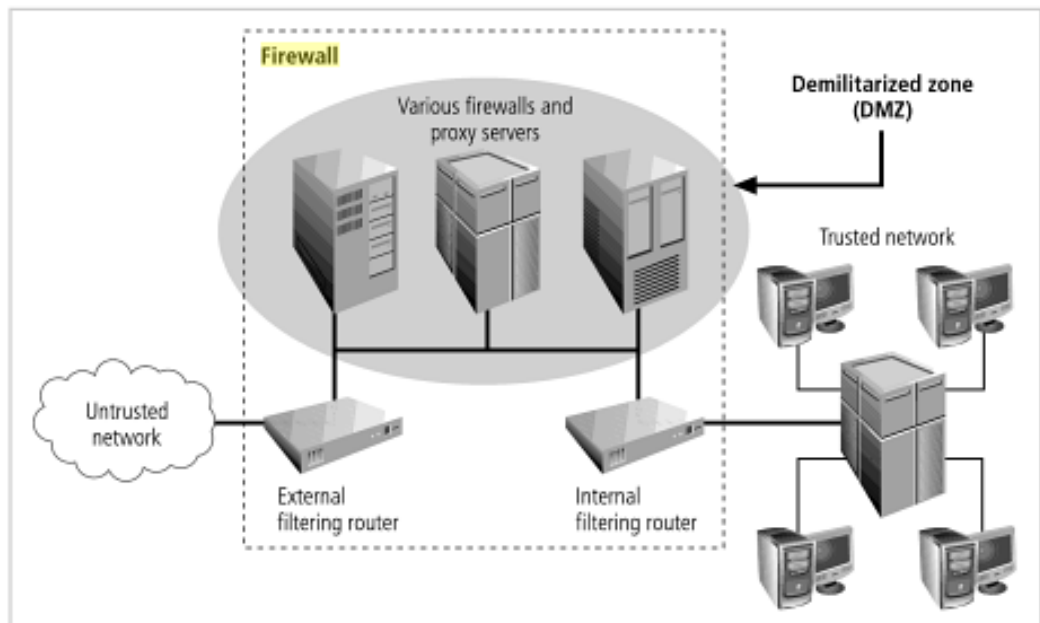 Firewall
Various firewalls and
proxy servers
Demilitarized zone
(DMZ)
Trusted network
Untrusted
network
External
filtering router
Internal
filtering router